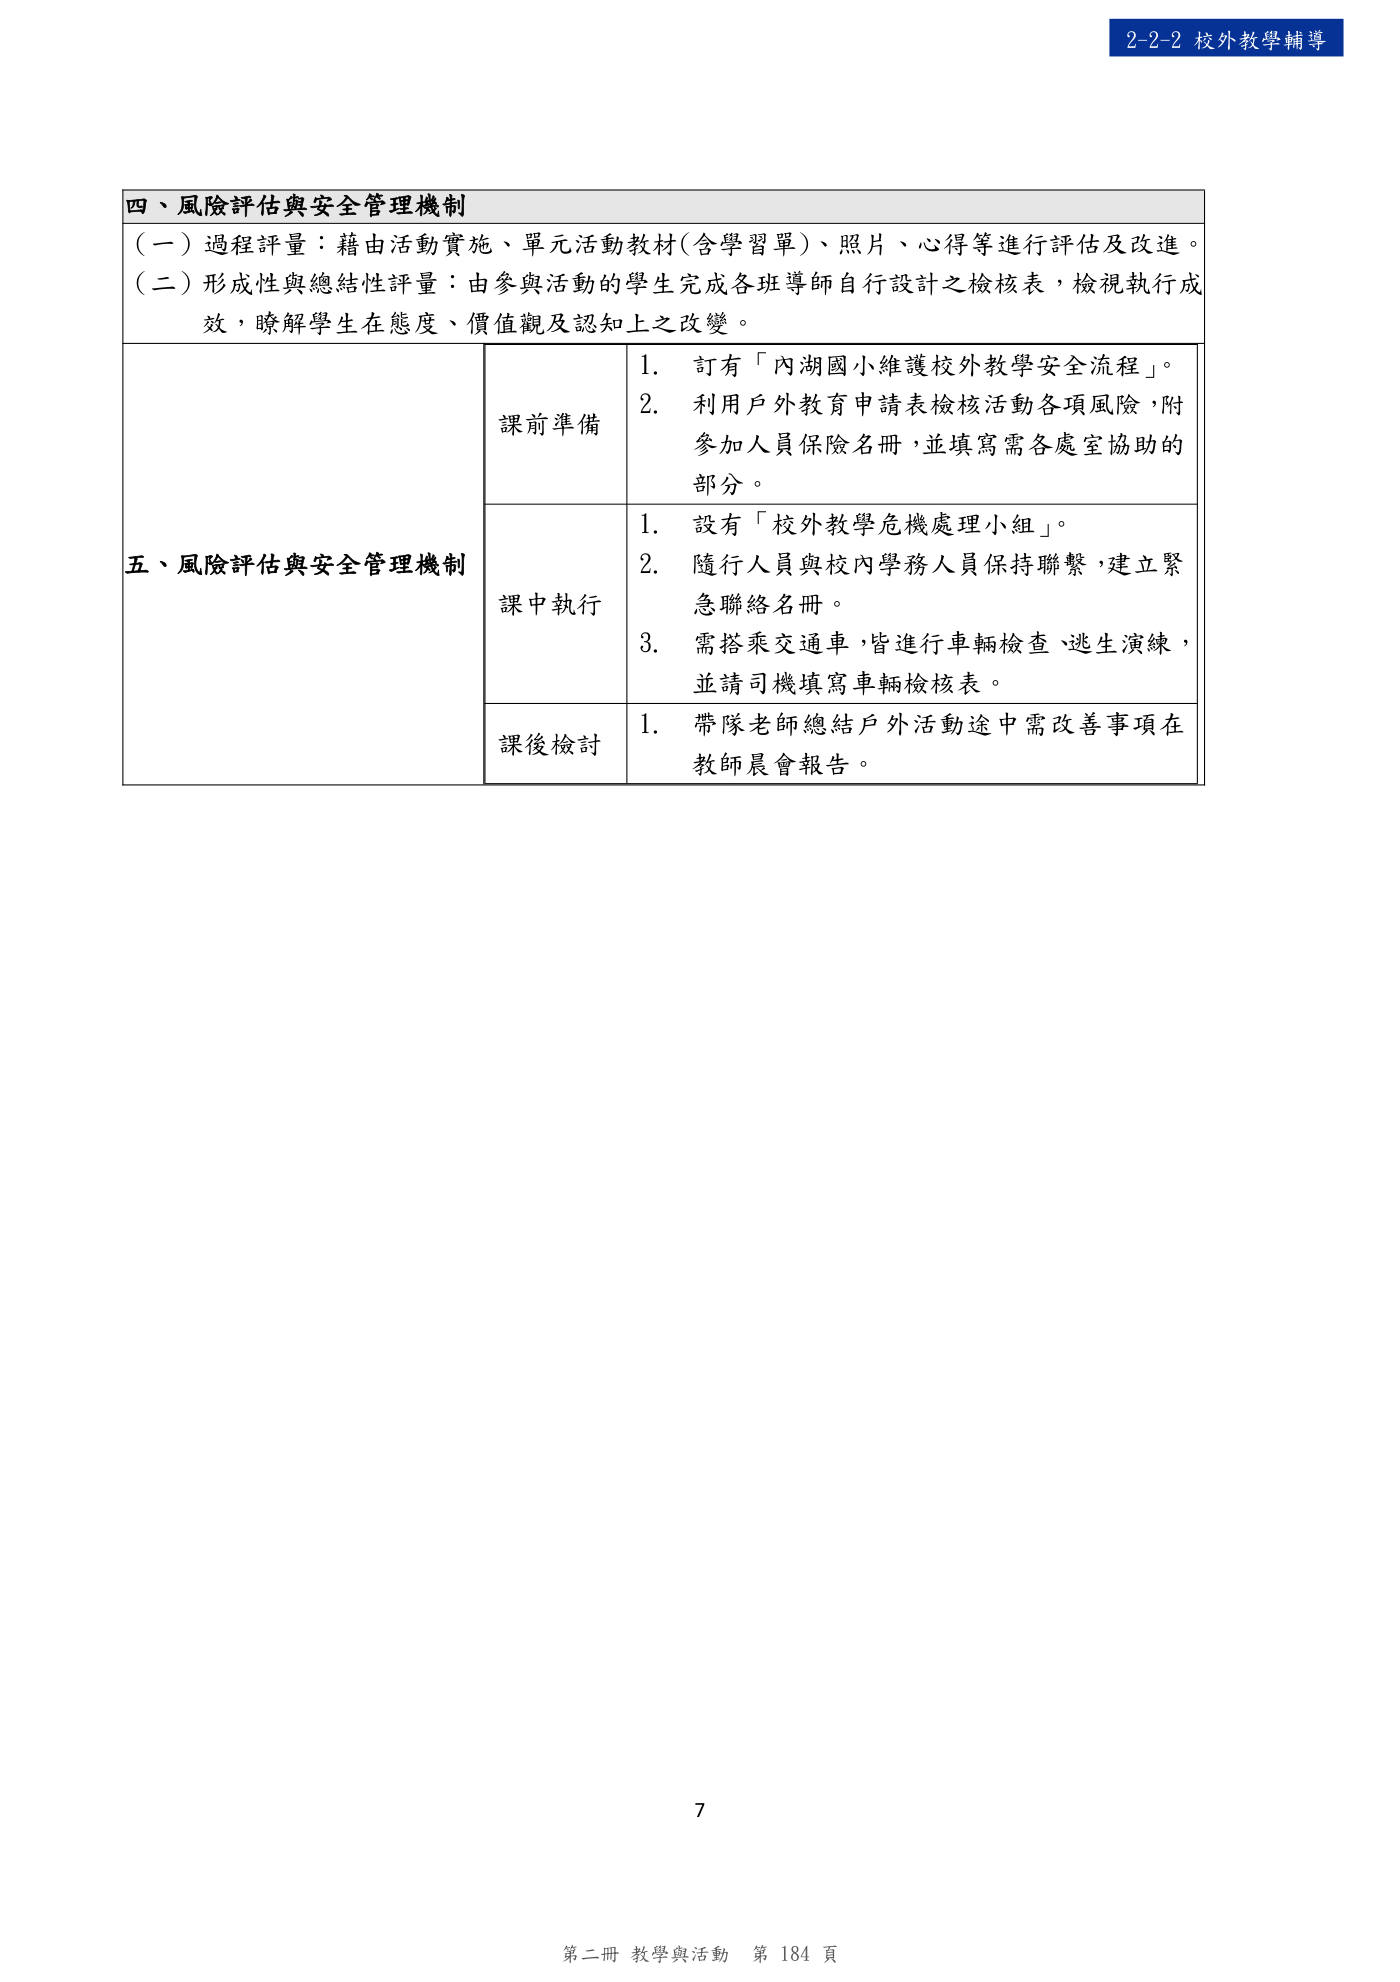 2-2-2 校外教學輔導
四、風險評估與安全管理機制
（一）過程評量：藉由活動實施、單元活動教材(含學習單)、照片、心得等進行評估及改進。
（二）形成性與總結性評量：由參與活動的學生完成各班導師自行設計之檢核表，檢視執行成
效，瞭解學生在態度、價值觀及認知上之改變。
五、風險評估與安全管理機制
課前準備
1. 訂有「內湖國小維護校外教學安全流程」。
2. 利用戶外教育申請表檢核活動各項風險，附
參加人員保險名冊，並填寫需各處室協助的
部分。
課中執行
1. 設有「校外教學危機處理小組」。
2. 隨行人員與校內學務人員保持聯繫，建立緊
急聯絡名冊。
3. 需搭乘交通車，皆進行車輛檢查、逃生演練，
並請司機填寫車輛檢核表。
課後檢討
1. 帶隊老師總結戶外活動途中需改善事項在
教師晨會報告。
7
第二冊 教學與活動 第 184 頁